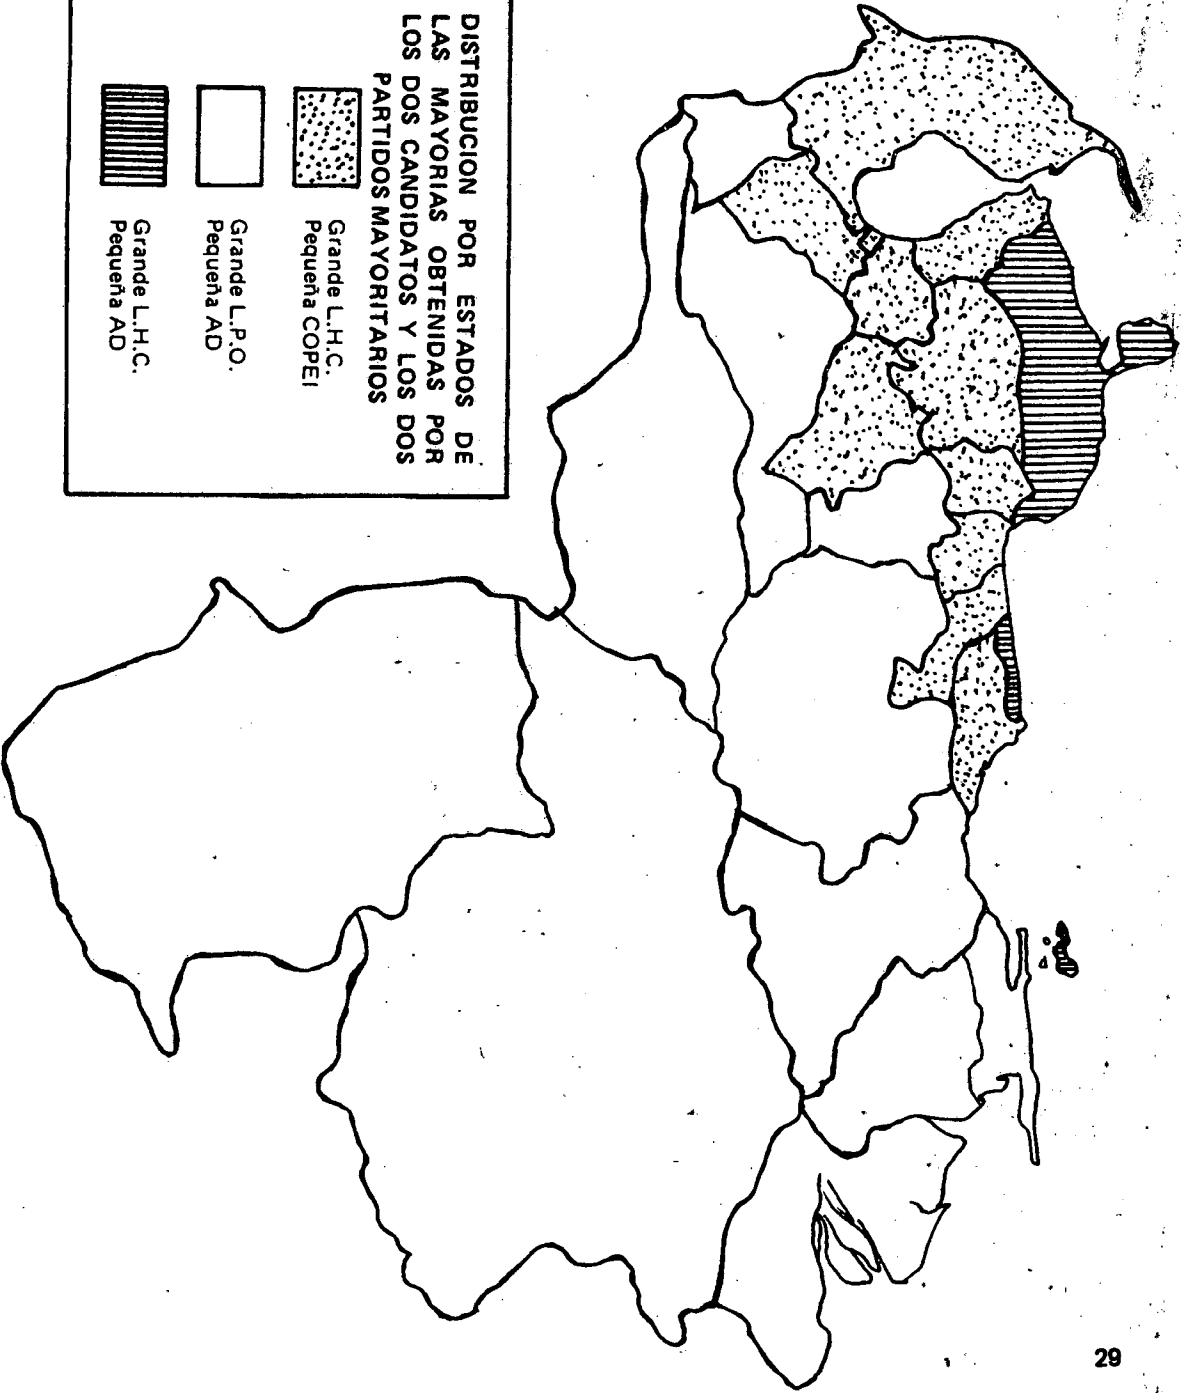 DISTRIBUCION POR ESTADOS DE
LAS MAYORIAS OBTENIDAS POR
LOS DOS CANDIDATOS Y LOS DOS
PARTIDOS MAYORITARIOS
Grande L.H.C.
Pequeña COPEI
Grande L.P.O.
Pequeña AD
Grande L.H.C.
Pequeña AD
29